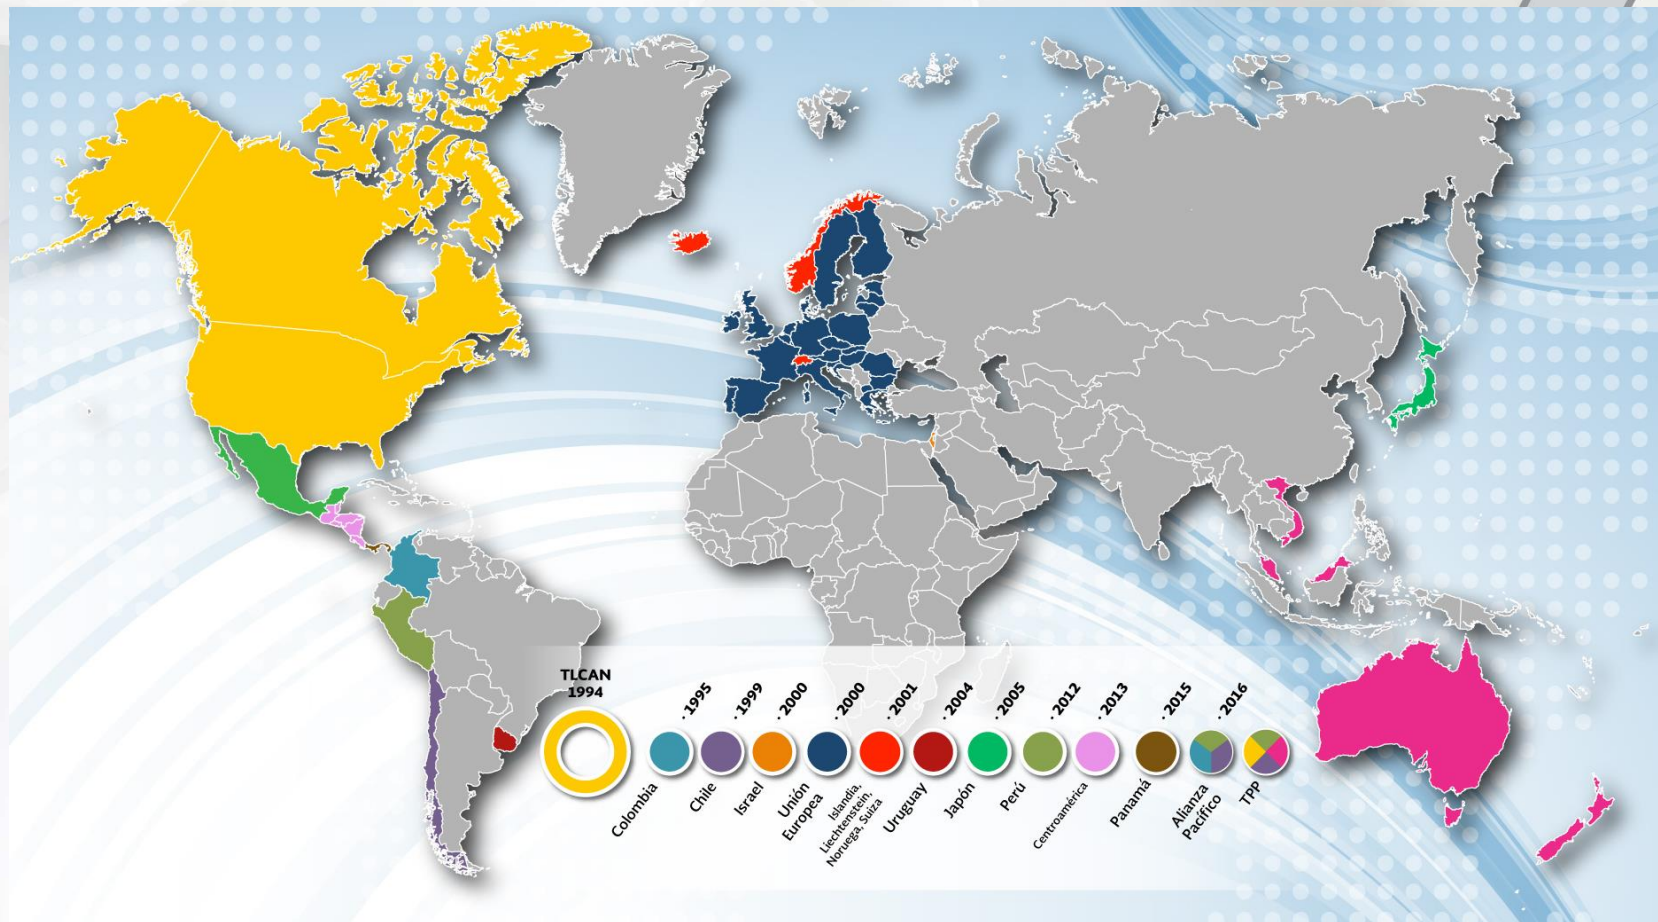 TLCAN
1994
· 1995
· 1999
· 2000
· 2000
· 2001
· 2004
· 2005
· 2012
· 2013
· 2015
· 2016
Colombia
Chile
Israel
Unión
Europea
Islandia,
Liechtenstein,
Noruega, Suiza
Uruguay
Japón
Perú
Centroamérica
Panamá
Alianza
Pacífico
TPP